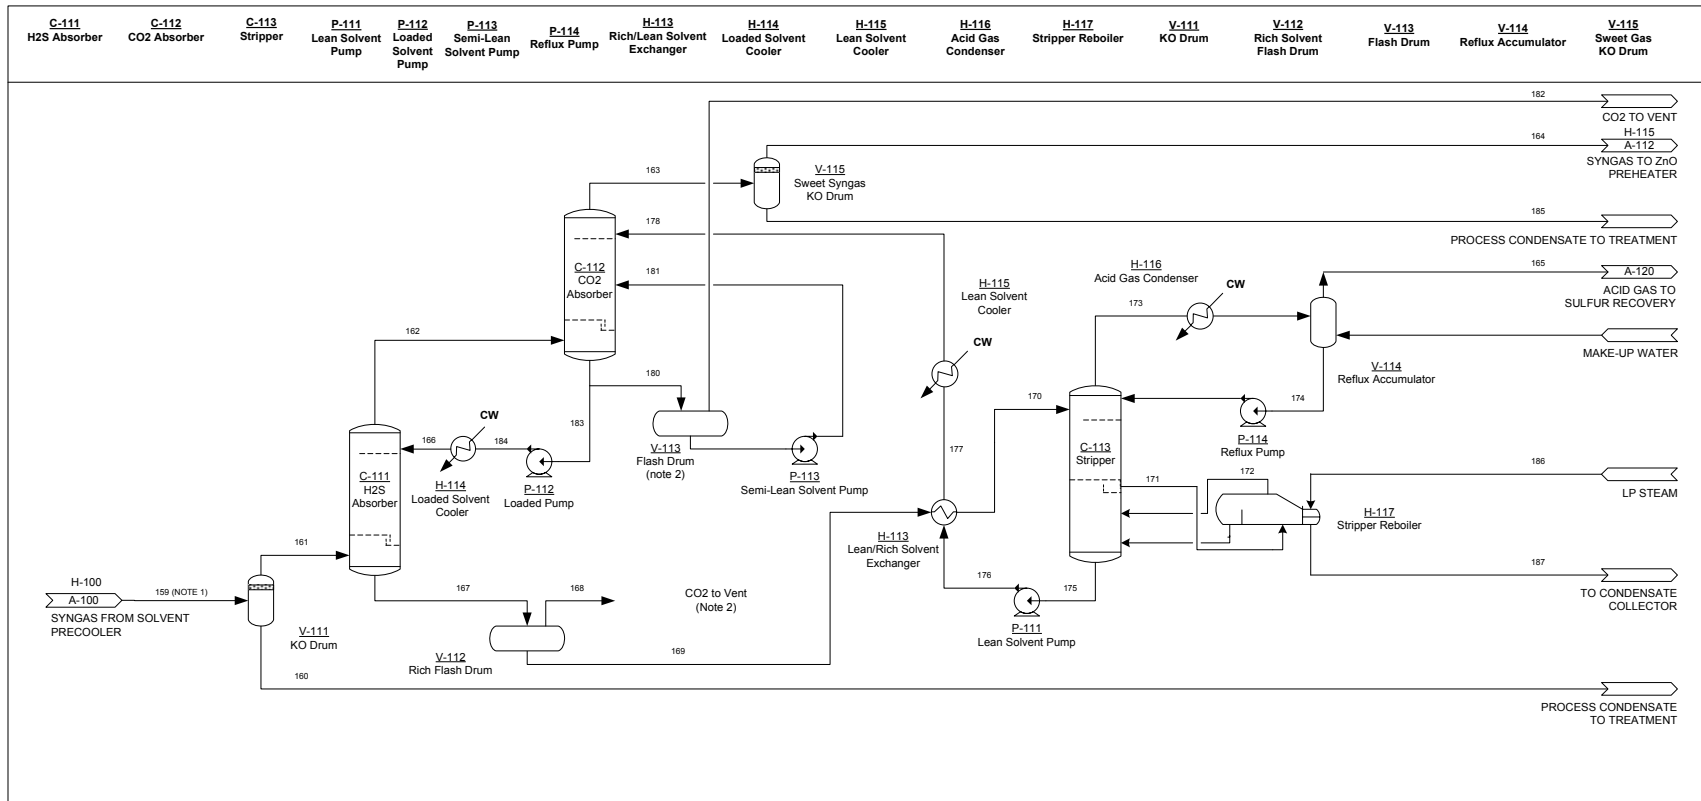 C-111
H2S Absorber
C-112
CO2 Absorber
C-113
Stripper
P-111
Lean Solvent
Pump
P-112
Loaded
Solvent
Pump
P-113
Semi-Lean
Solvent Pump
P-114
Reflux Pump
H-113
Rich/Lean Solvent
Exchanger
H-114
Loaded Solvent
Cooler
H-115
Lean Solvent
Cooler
H-116
Acid Gas
Condenser
H-117
Stripper Reboiler
V-111
KO Drum
V-112
Rich Solvent
Flash Drum
V-113
Flash Drum
V-114
Reflux Accumulator
V-115
Sweet Gas
KO Drum
182
CO2 TO VENT
164
H-115
A-112
SYNGAS TO ZnO
PREHEATER
163
V-115
Sweet Syngas
KO Drum
185
PROCESS CONDENSATE TO TREATMENT
178
181
C-112
CO2
Absorber
H-115
Lean Solvent
Cooler
CW
H-116
Acid Gas Condenser
173
CW
165
A-120
ACID GAS TO
SULFUR RECOVERY
MAKE-UP WATER
V-114
Reflux Accumulator
162
180
183
170
174
P-114
Reflux Pump
C-113
Stripper
CW
166
184
H-114
Loaded Solvent
Cooler
P-112
Loaded Pump
V-113
Flash Drum
(note 2)
P-113
Semi-Lean Solvent Pump
C-111
H2S
Absorber
177
171
172
186
LP STEAM
H-117
Stripper Reboiler
H-113
Lean/Rich Solvent
Exchanger
161
H-100
A-100
159 (NOTE 1)
SYNGAS FROM SOLVENT
PRECOOLER
V-111
KO Drum
167
168
CO2 to Vent
(Note 2)
176
175
P-111
Lean Solvent Pump
187
TO CONDENSATE
COLLECTOR
V-112
Rich Flash Drum
169
160
PROCESS CONDENSATE
TO TREATMENT